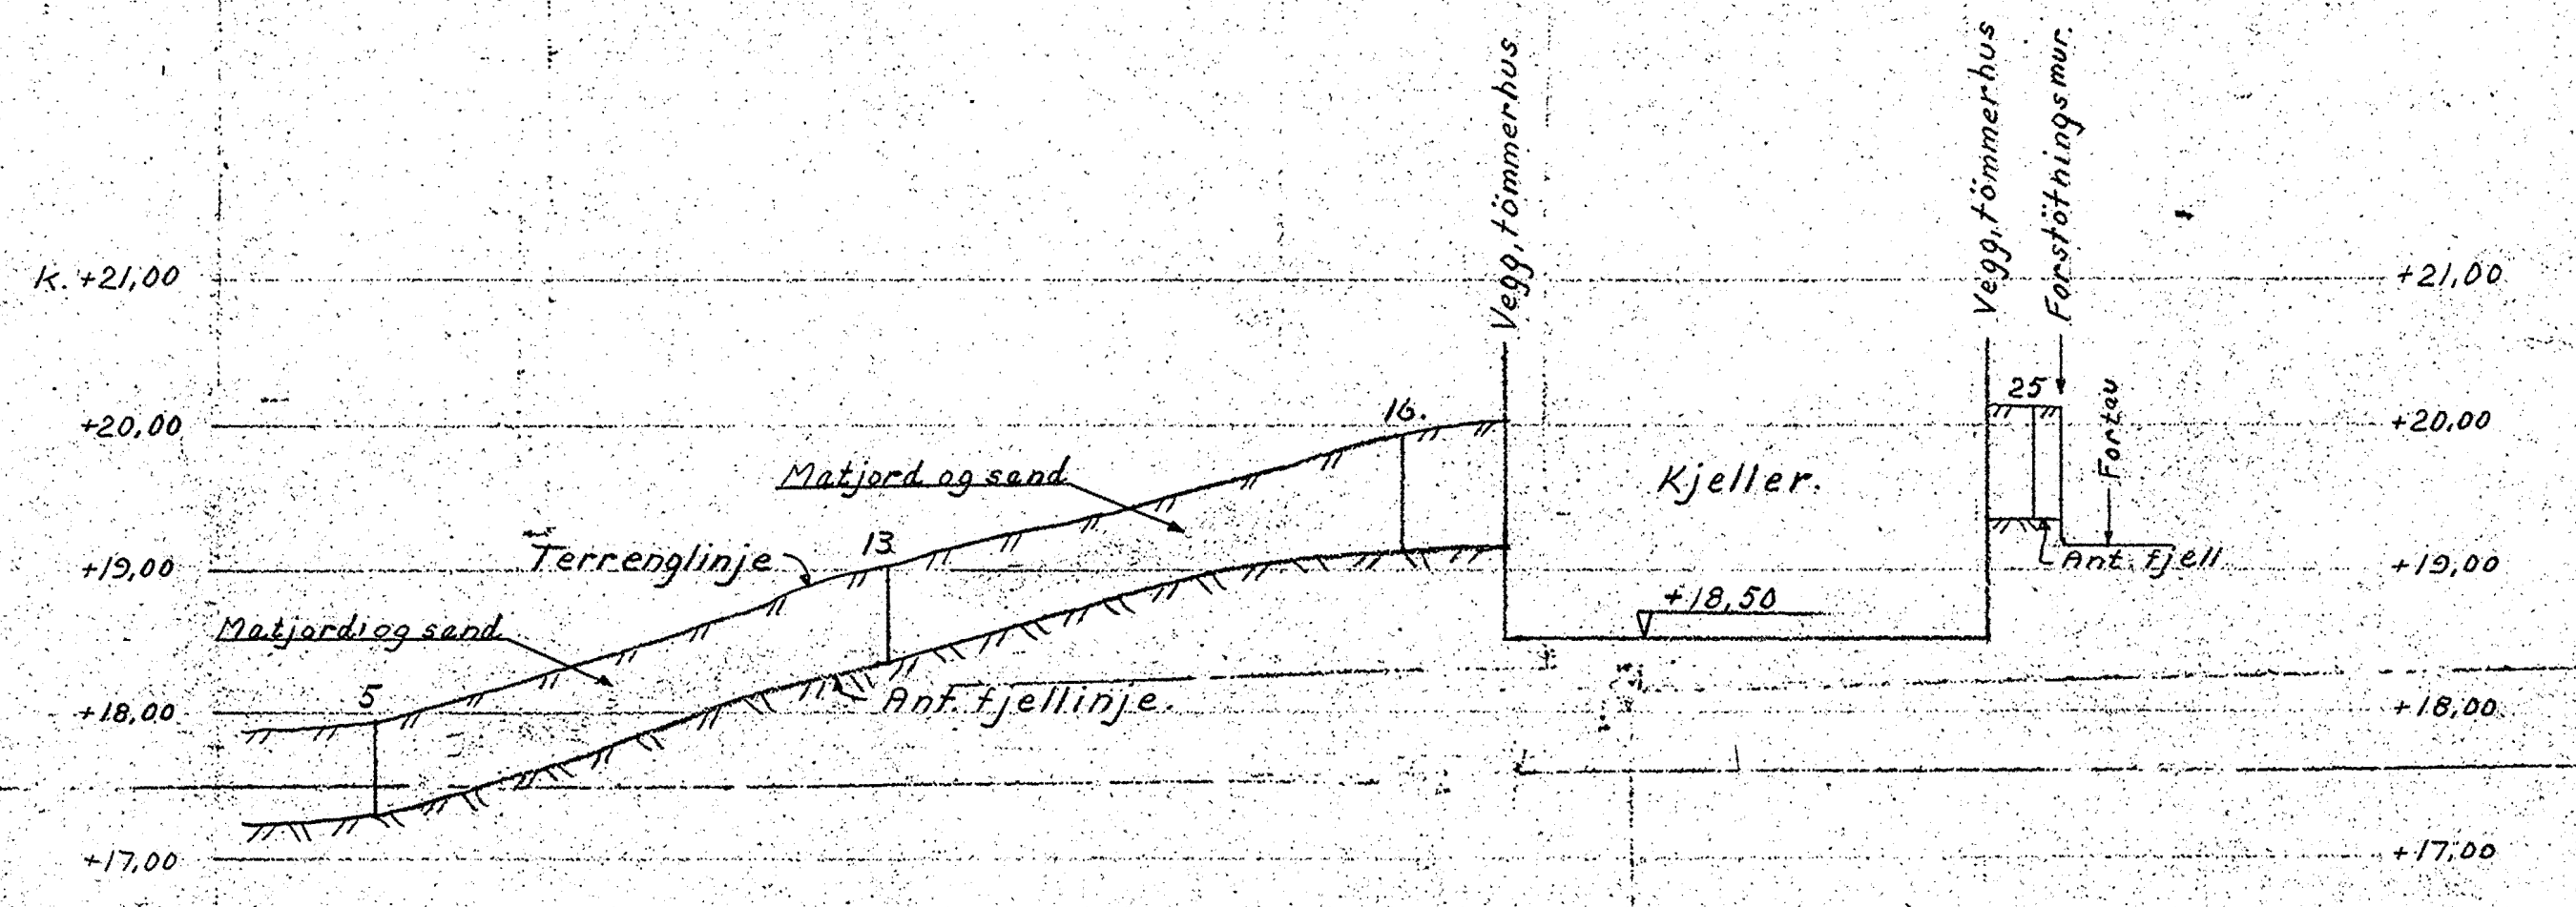 Vegg, tömmerhus
Vegg, tömmerhus
Forstöthingsmur.
k. +21,00
+21,00
+20,00
16.
25
Fortau
+20,00
Matjord og sand
Kjeller.
Terrenglinje
13
+19,00
Ant. fjell
+19,00
+18,50
Matjord og sand
5
Ant. fjellinje.
+18,00
+18,00
+17,00
+17,00